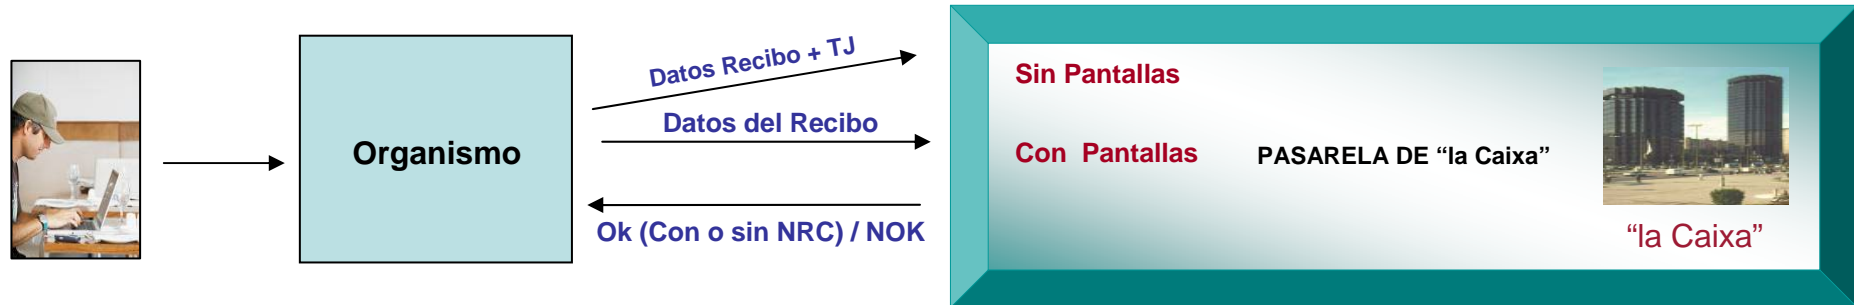 Organismo
Datos Recibo + TJ
Datos del Recibo
Ok (Con o sin NRC) / NOK
Sin Pantallas
Con Pantallas
PASARELA DE “la Caixa”
“la Caixa”